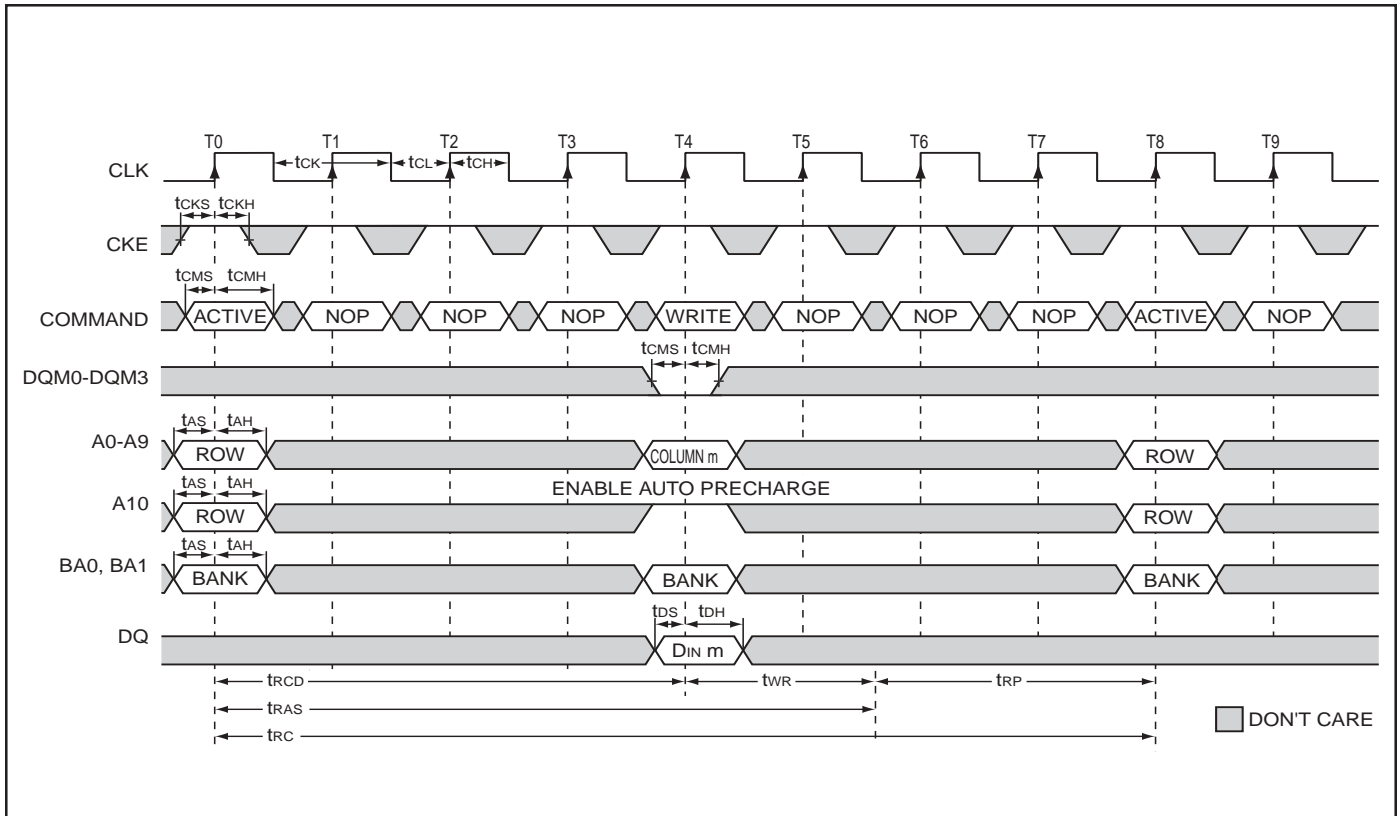 T0 T1 T2 T3 T4 T5 T6 T7 T8 T9
CLK tCK tCL tCH
tCKS tCKH
CKE
tCMS tCMH
COMMAND ACTIVE NOP NOP NOP WRITE NOP NOP NOP ACTIVE NOP
tCMS tCMH
DQM0-DQM3
tAS tAH
A0-A9 ROW COLUMN m ROW
ENABLE AUTO PRECHARGE
tAS tAH
A10 ROW ROW
tAS tAH
BA0, BA1 BANK BANK BANK
tDS tDH
DQ DIN m
tRCD tWR tRP
tRAS
DON'T CARE
tRC